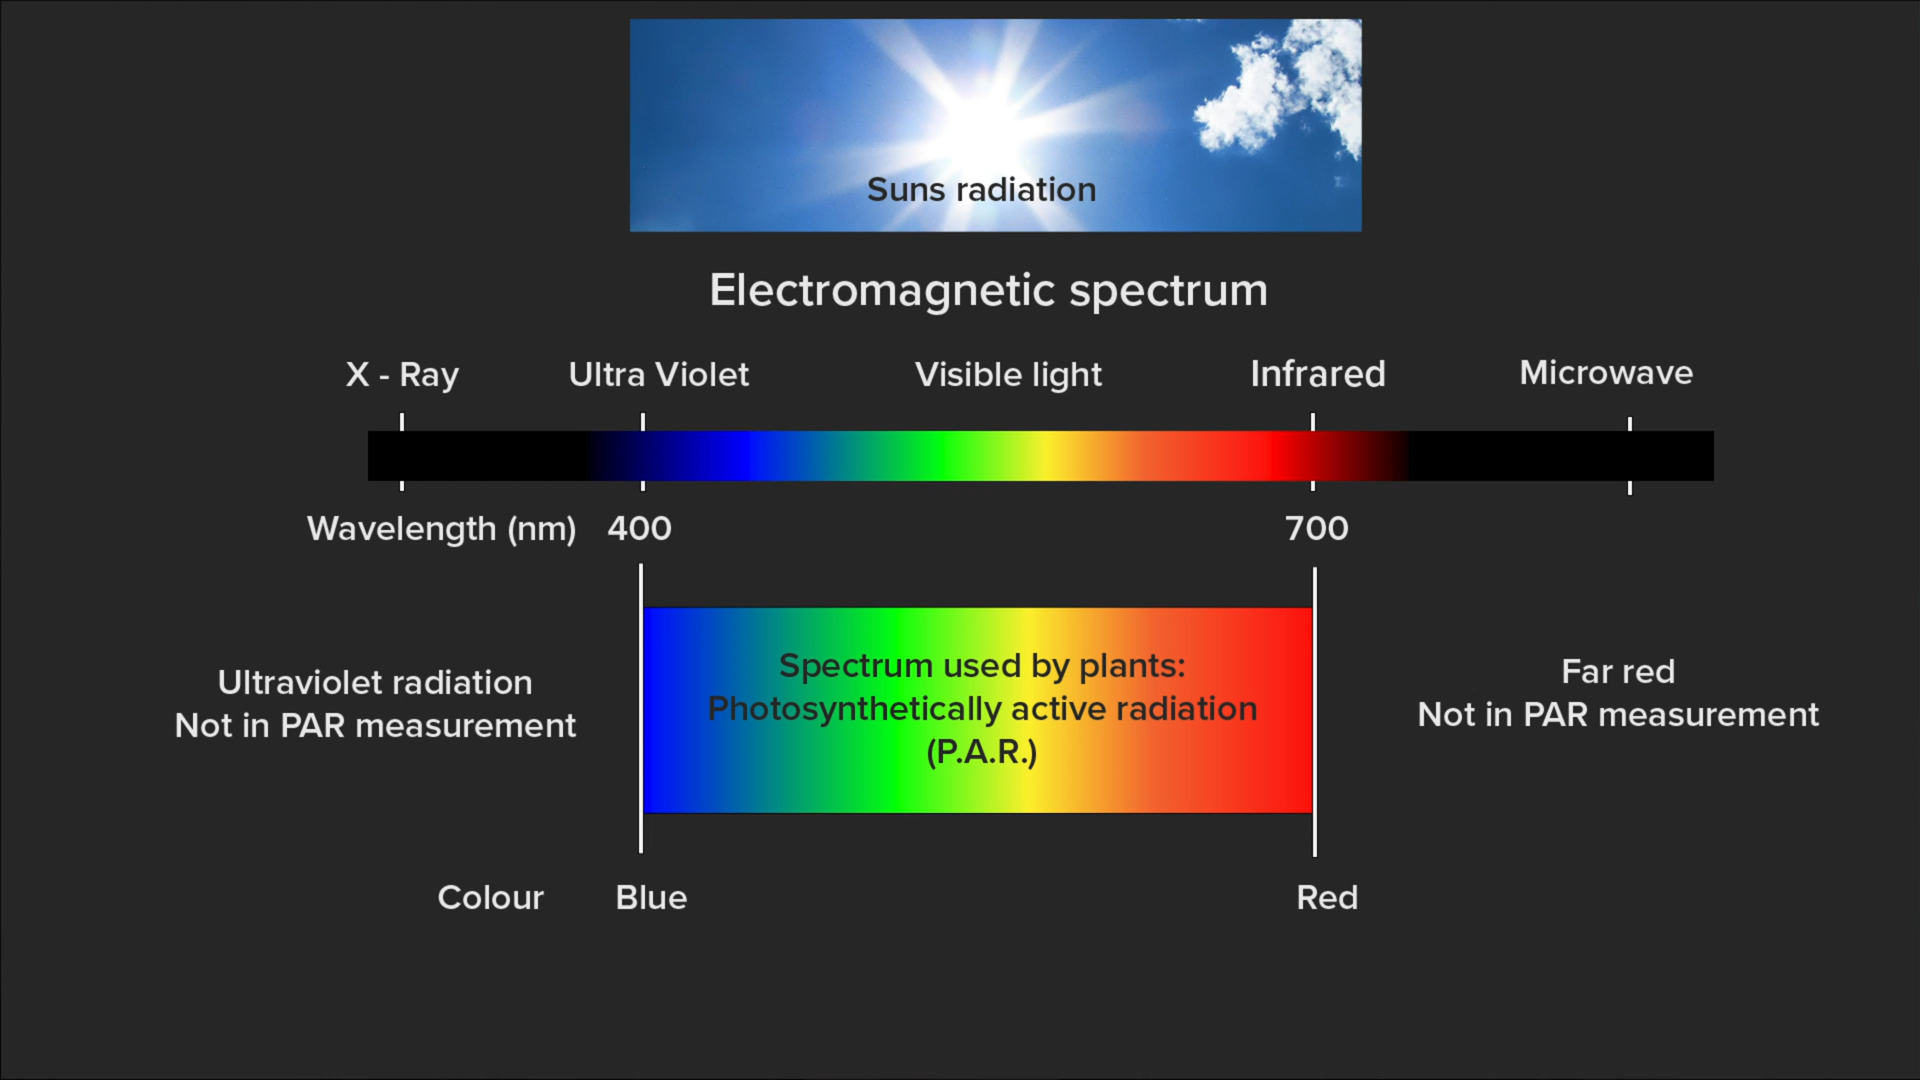 Suns radiation
Electromagnetic spectrum
X - Ray
Ultra Violet
Visible light
Infrared
Microwave
Wavelength (nm)
400
700
Ultraviolet radiation
Not in PAR measurement
Spectrum used by plants:
Photosynthetically active radiation
(P.A.R.)
Far red
Not in PAR measurement
Colour
Blue
Red